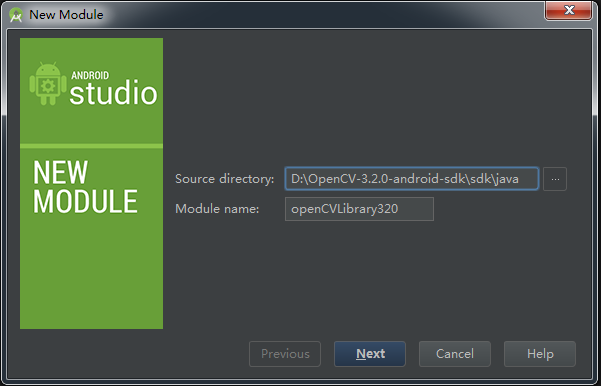 New Module
ANDROID
studio
NEW
MODULE
Source directory: D:\OpenCV-3.2.0-android-sdk\sdk\java ...
Module name: openCVLibrary320
Previous Next Cancel Help